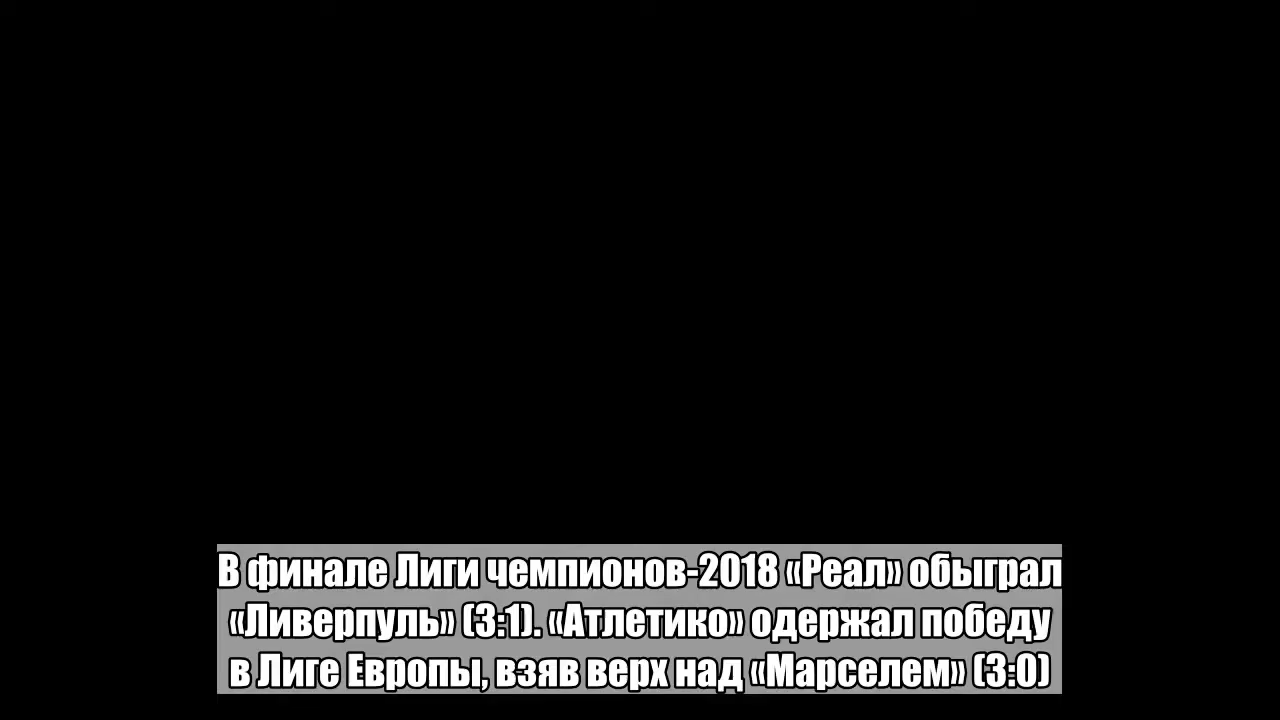 В финале Лиги чемпионов-2018 «Реал» обыграл
«Ливерпуль» (3:1). «Атлетико» одержал победу
в Лиге Европы, взяв верх над «Марселем» (3:0)